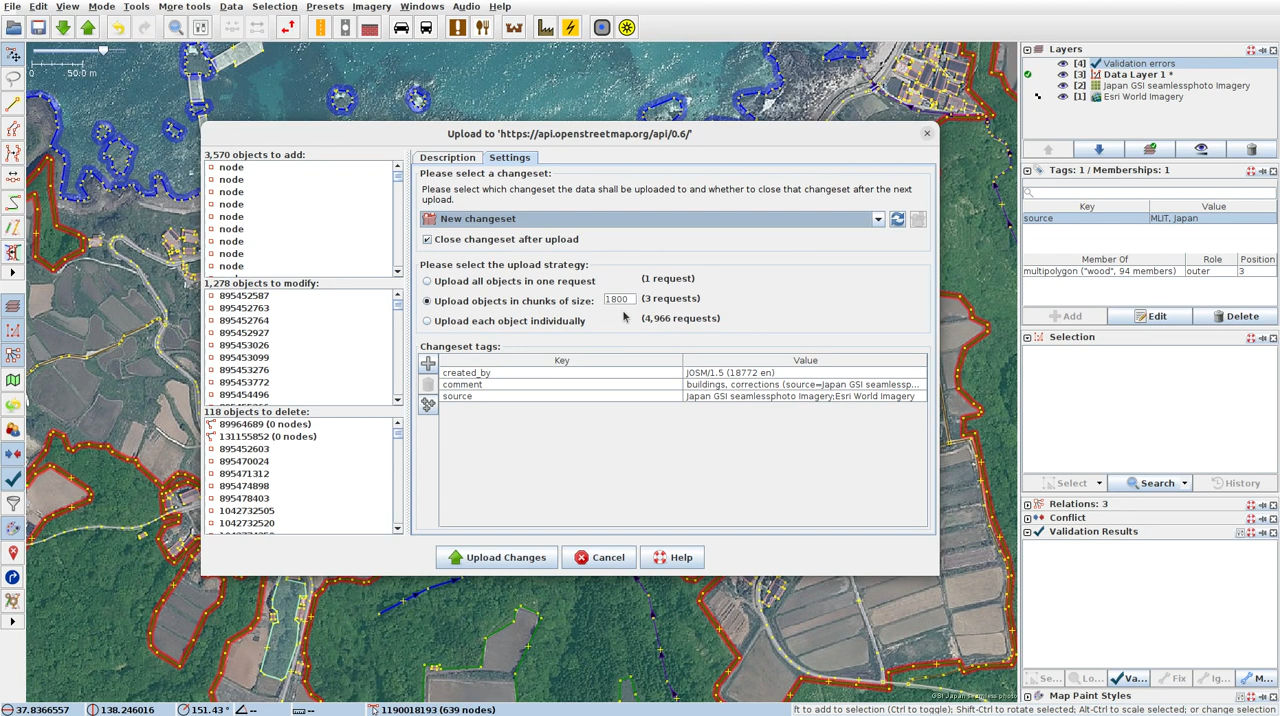 File Edit View Mode Tools More tools Data Selection Presets Imagery Windows Audio Help
0 50.0 m
Upload to 'https://api.openstreetmap.org/api/0.6/'
3,570 objects to add:
node
node
node
node
node
node
node
node
node
1,278 objects to modify:
895452587
895452763
895452764
895452927
895453026
895453099
895453276
895453772
895454496
118 objects to delete:
89964689 (0 nodes)
131155852 (0 nodes)
895452603
895470024
895471312
895474898
895478403
1042732505
1042732520
Description Settings
Please select a changeset:
Please select which changeset the data shall be uploaded to and whether to close that changeset after the next
upload.
New changeset
Close changeset after upload
Please select the upload strategy:
Upload all objects in one request (1 request)
Upload objects in chunks of size: 1800 (3 requests)
Upload each object individually (4,966 requests)
Changeset tags:
Key Value
created_by JOSM/1.5 (18772 en)
comment buildings, corrections (source=Japan GSI seamlessp...
source Japan GSI seamlessphoto Imagery;Esri World Imagery
Upload Changes Cancel Help
Layers
[4] Validation errors
[3] Data Layer 1 *
[2] Japan GSI seamlessphoto Imagery
[1] Esri World Imagery
Tags: 1 / Memberships: 1
Key Value
source MLIT, Japan
Member Of Role Position
multipolygon ("wood", 94 members) outer 3
Add Edit Delete
Selection
Select Search History
Relations: 3
Conflict
Validation Results
Se... Lo... Va... Fix Ig... M...
Map Paint Styles
GSI Japan seamless photo
37.8366557 138.246016 151.43 ° -- -- 1190018193 (639 nodes) ft to add to selection (Ctrl to toggle); Shift-Ctrl to rotate selected; Alt-Ctrl to scale selected; or change selection